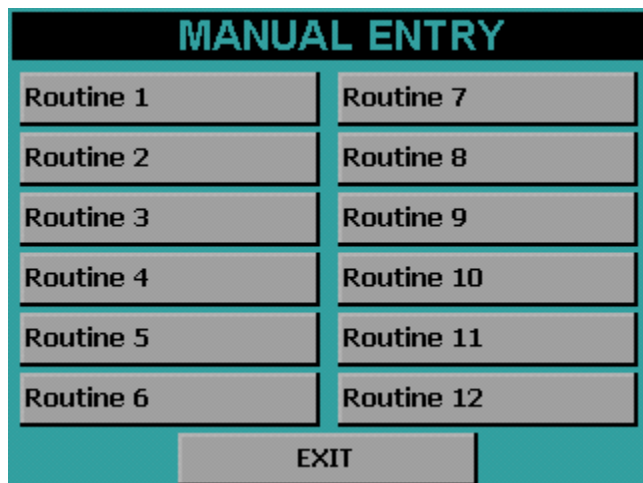 MANUAL ENTRY
Routine 1
Routine 2
Routine 3
Routine 4
Routine 5
Routine 6
Routine 7
Routine 8
Routine 9
Routine 10
Routine 11
Routine 12
EXIT